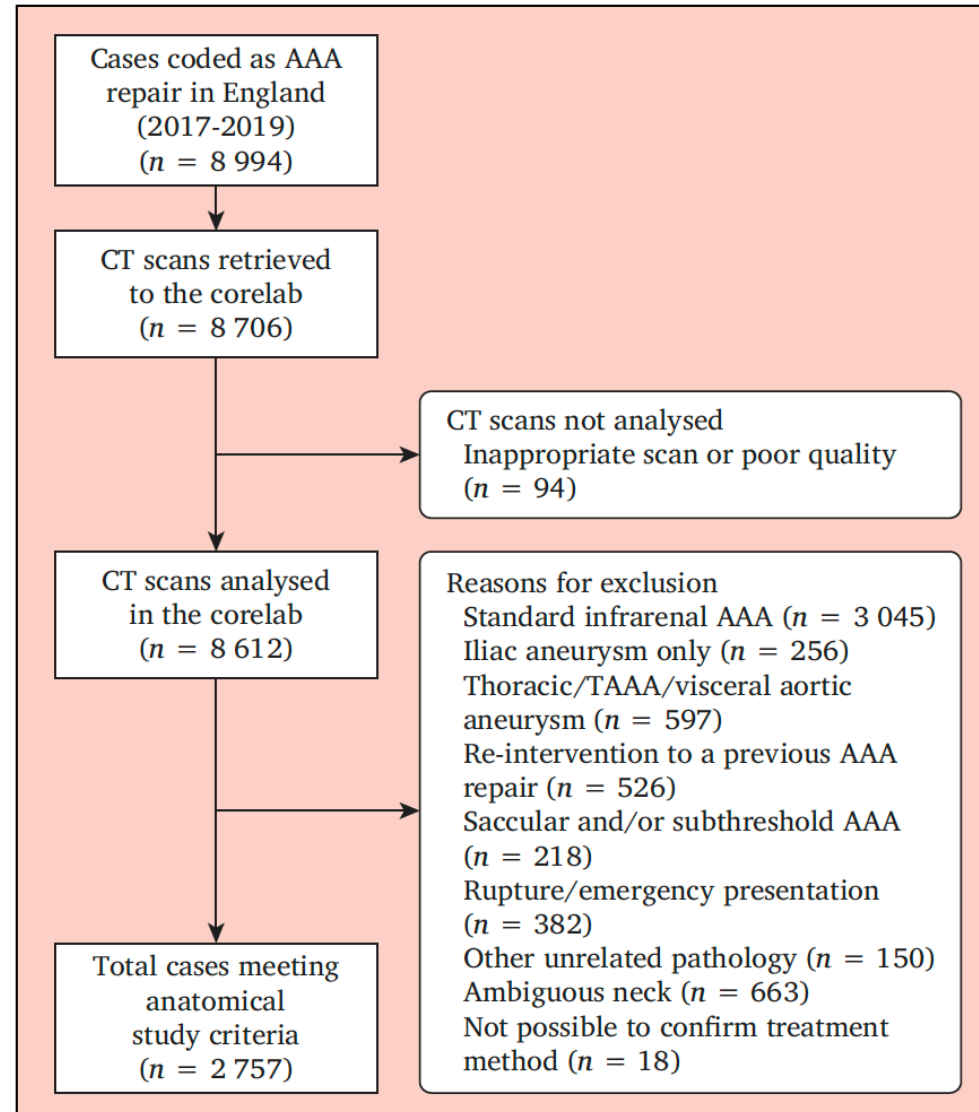 Cases coded as AAA
repair in England
(2017-2019)
(n = 8 994)
CT scans retrieved
to the corelab
(n = 8 706)
CT scans not analysed
Inappropriate scan or poor quality
(n = 94)
CT scans analysed
in the corelab
(n = 8 612)
Reasons for exclusion
Standard infrarenal AAA (n = 3 045)
Iliac aneurysm only (n = 256)
Thoracic/TAAA/visceral aortic
aneurysm (n = 597)
Re-intervention to a previous AAA
repair (n = 526)
Saccular and/or subthreshold AAA
(n = 218)
Rupture/emergency presentation
(n = 382)
Other unrelated pathology (n = 150)
Ambiguous neck (n = 663)
Not possible to confirm treatment
method (n = 18)
Total cases meeting
anatomical
study criteria
(n = 2 757)